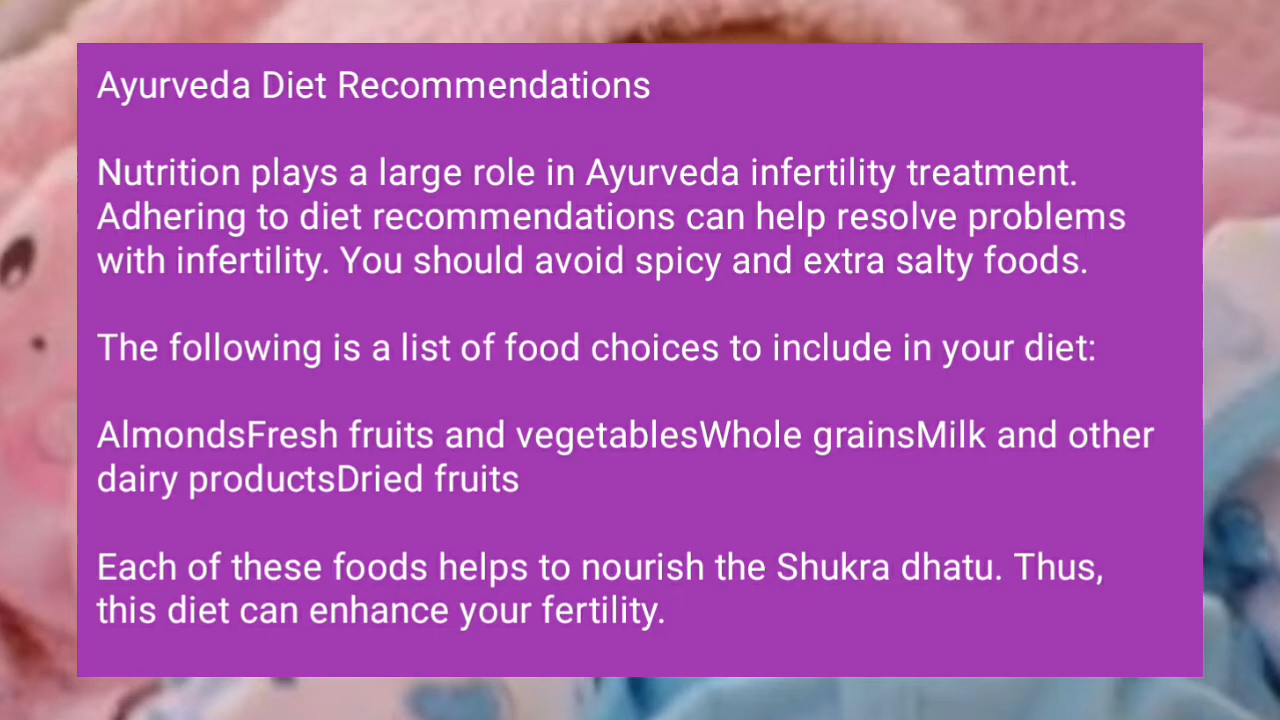 Ayurveda Diet Recommendations
Nutrition plays a large role in Ayurveda infertility treatment.
Adhering to diet recommendations can help resolve problems
with infertility. You should avoid spicy and extra salty foods.
The following is a list of food choices to include in your diet:
AlmondsFresh fruits and vegetablesWhole grainsMilk and other
dairy productsDried fruits
Each of these foods helps to nourish the Shukra dhatu. Thus,
this diet can enhance your fertility.